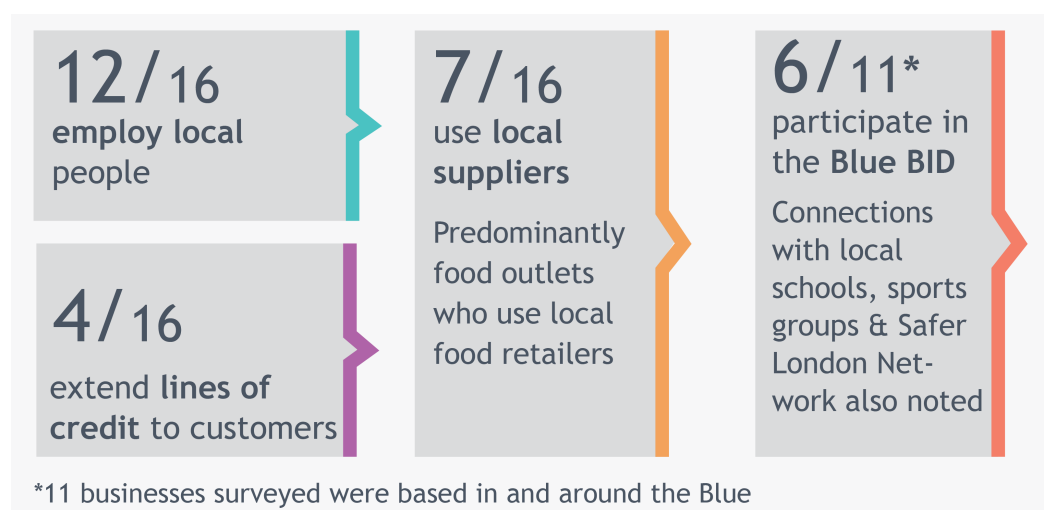 12/16
employ local
people
4/16
extend lines of
credit to customers
7/16
use local
suppliers
Predominantly
food outlets
who use local
food retailers
6/11*
participate in
the Blue BID
Connections
with local
schools, sports
groups & Safer
London Net-
work also noted
*11 businesses surveyed were based in and around the Blue